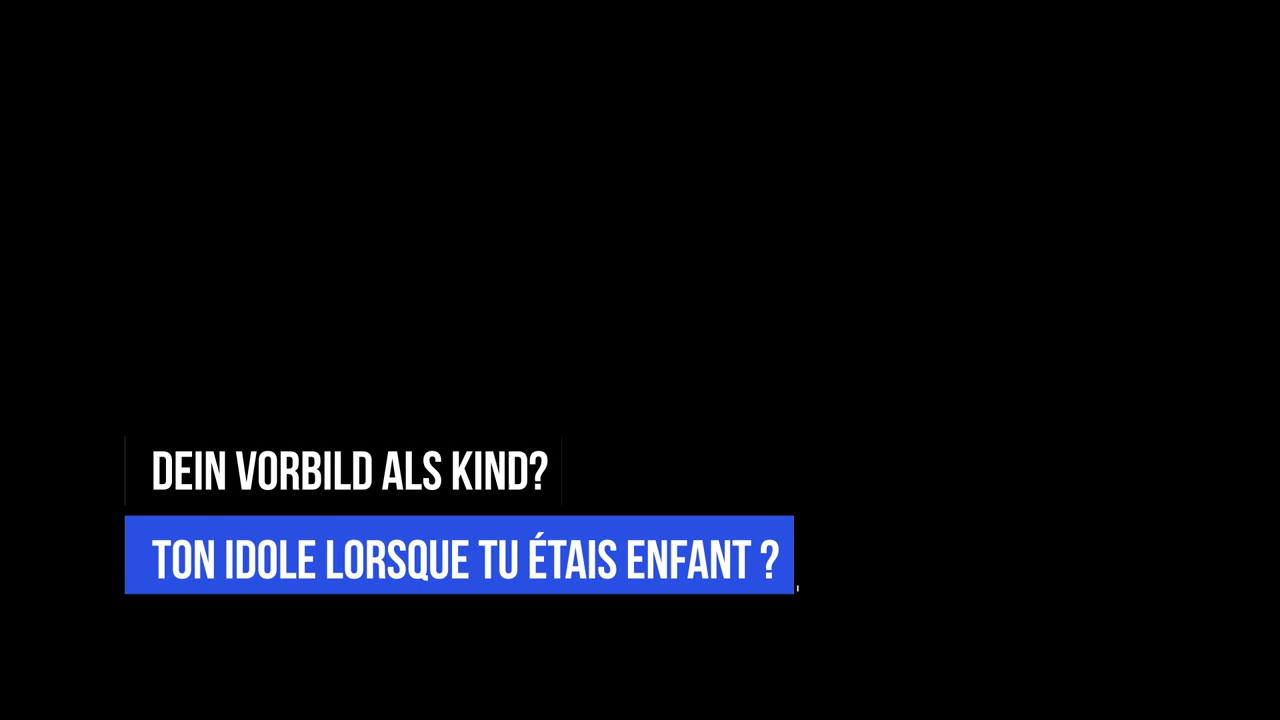 DEIN VORBILD ALS KIND?
TON IDOLE LORSQUE TU ÉTAIS ENFANT ?